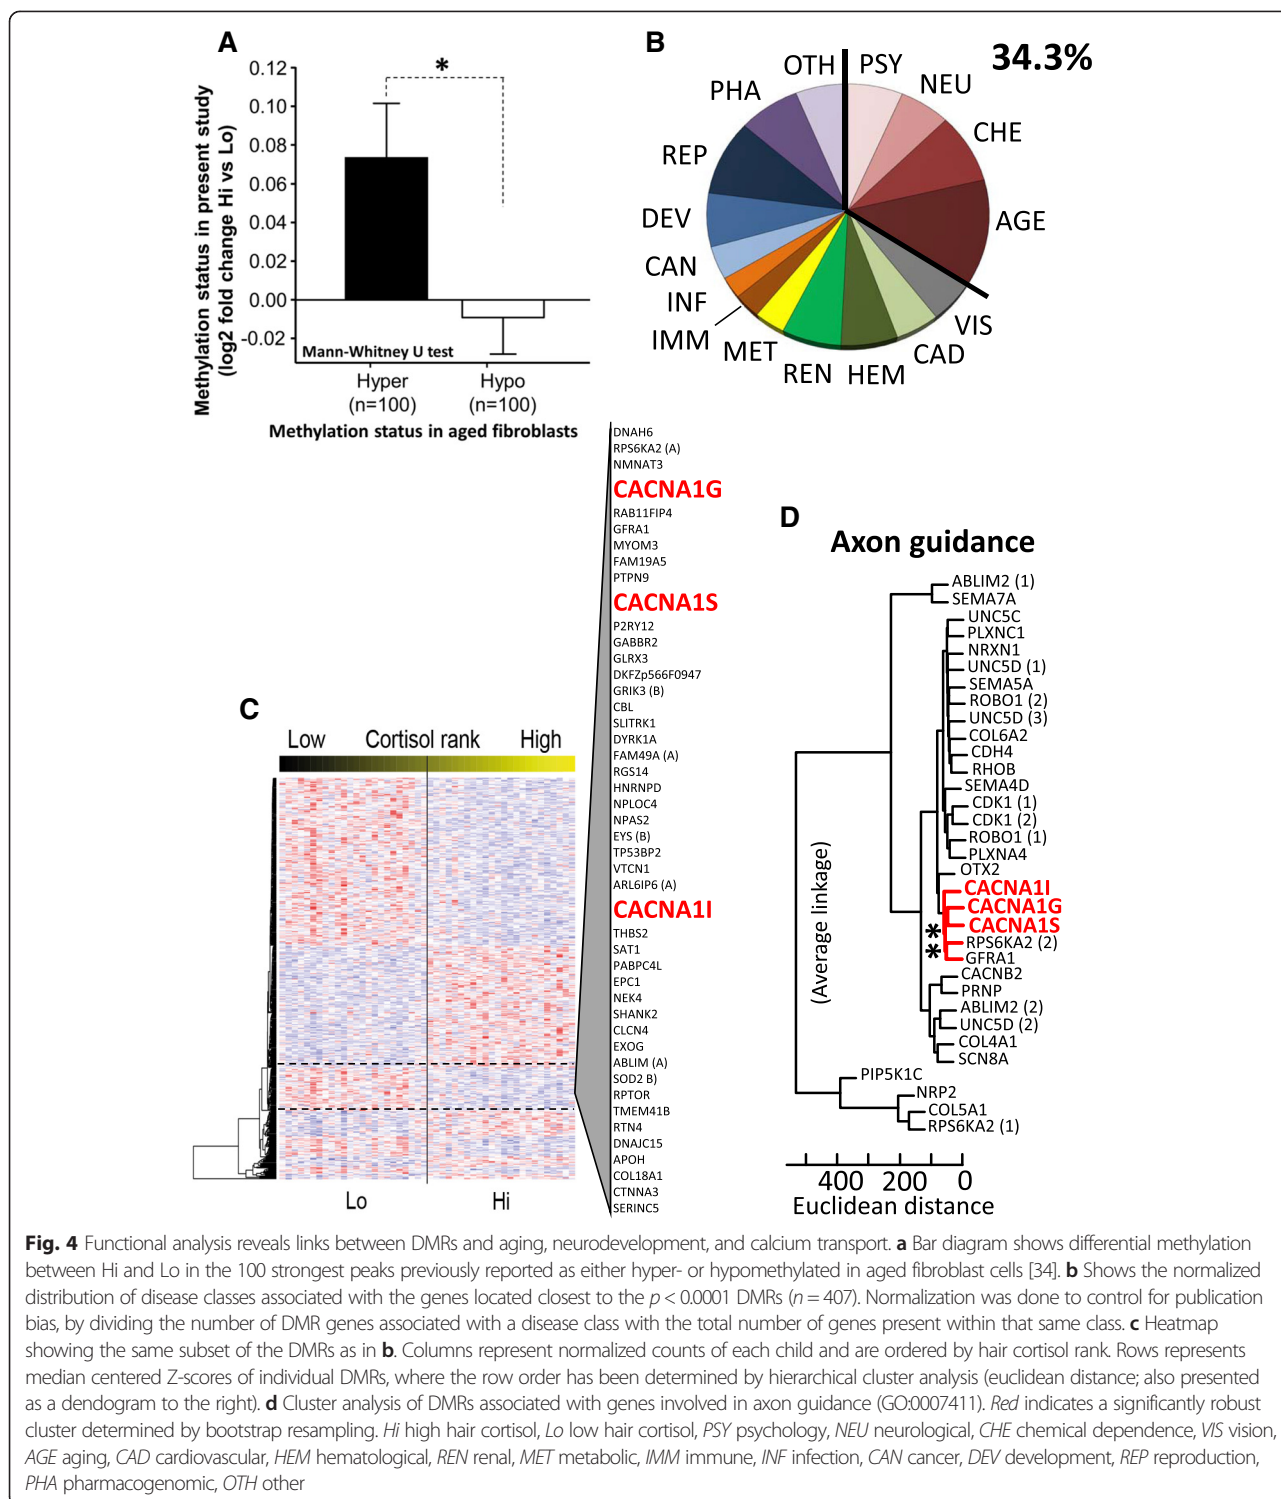 A
0.12
0.10
0.08
0.06
0.04
0.02
0.00
-0.02
Methylation status in present study
(log2 fold change Hi vs Lo)
*
Mann-Whitney U test
Hyper
(n=100)
Hypo
(n=100)
Methylation status in aged fibroblasts
B
34.3%
OTH
PSY
NEU
CHE
AGE
VIS
CAD
HEM
REN
MET
IMM
INF
CAN
DEV
REP
PHA
C
Low
Cortisol rank
High
Lo
Hi
DNAH6
RPS6KA2 (A)
NMNAT3
CACNA1G
RAB11FIP4
GFRA1
MYOM3
FAM19A5
PTPN9
CACNA1S
P2RY12
GABBR2
GLRX3
DKFZp566F0947
GRIK3 (B)
CBL
SLITRK1
DYRK1A
FAM49A (A)
RGS14
HNRNPD
NPLOC4
NPAS2
EYS (B)
TP53BP2
VTCN1
ARL6IP6 (A)
CACNA1I
THBS2
SAT1
PABPC4L
EPC1
NEK4
SHANK2
CLCN4
EXOG
ABLIM (A)
SOD2 B)
RPTOR
TMEM41B
RTN4
DNAJC15
APOH
COL18A1
CTNNA3
SERINC5
D
Axon guidance
ABLIM2 (1)
SEMA7A
UNC5C
PLXNC1
NRXN1
UNC5D (1)
SEMA5A
ROBO1 (2)
UNC5D (3)
COL6A2
CDH4
RHOB
SEMA4D
CDK1 (1)
CDK1 (2)
ROBO1 (1)
PLXNA4
OTX2
CACNA1I
CACNA1G
CACNA1S
RPS6KA2 (2)
GFRA1
CACNB2
PRNP
ABLIM2 (2)
UNC5D (2)
COL4A1
SCN8A
PIP5K1C
NRP2
COL5A1
RPS6KA2 (1)
*
*
(Average linkage)
400 200 0
Euclidean distance
Fig. 4 Functional analysis reveals links between DMRs and aging, neurodevelopment, and calcium transport. a Bar diagram shows differential methylation
between Hi and Lo in the 100 strongest peaks previously reported as either hyper- or hypomethylated in aged fibroblast cells [34]. b Shows the normalized
distribution of disease classes associated with the genes located closest to the p < 0.0001 DMRs (n = 407). Normalization was done to control for publication
bias, by dividing the number of DMR genes associated with a disease class with the total number of genes present within that same class. c Heatmap
showing the same subset of the DMRs as in b. Columns represent normalized counts of each child and are ordered by hair cortisol rank. Rows represents
median centered Z-scores of individual DMRs, where the row order has been determined by hierarchical cluster analysis (euclidean distance; also presented
as a dendogram to the right). d Cluster analysis of DMRs associated with genes involved in axon guidance (GO:0007411). Red indicates a significantly robust
cluster determined by bootstrap resampling. Hi high hair cortisol, Lo low hair cortisol, PSY psychology, NEU neurological, CHE chemical dependence, VIS vision,
AGE aging, CAD cardiovascular, HEM hematological, REN renal, MET metabolic, IMM immune, INF infection, CAN cancer, DEV development, REP reproduction,
PHA pharmacogenomic, OTH other